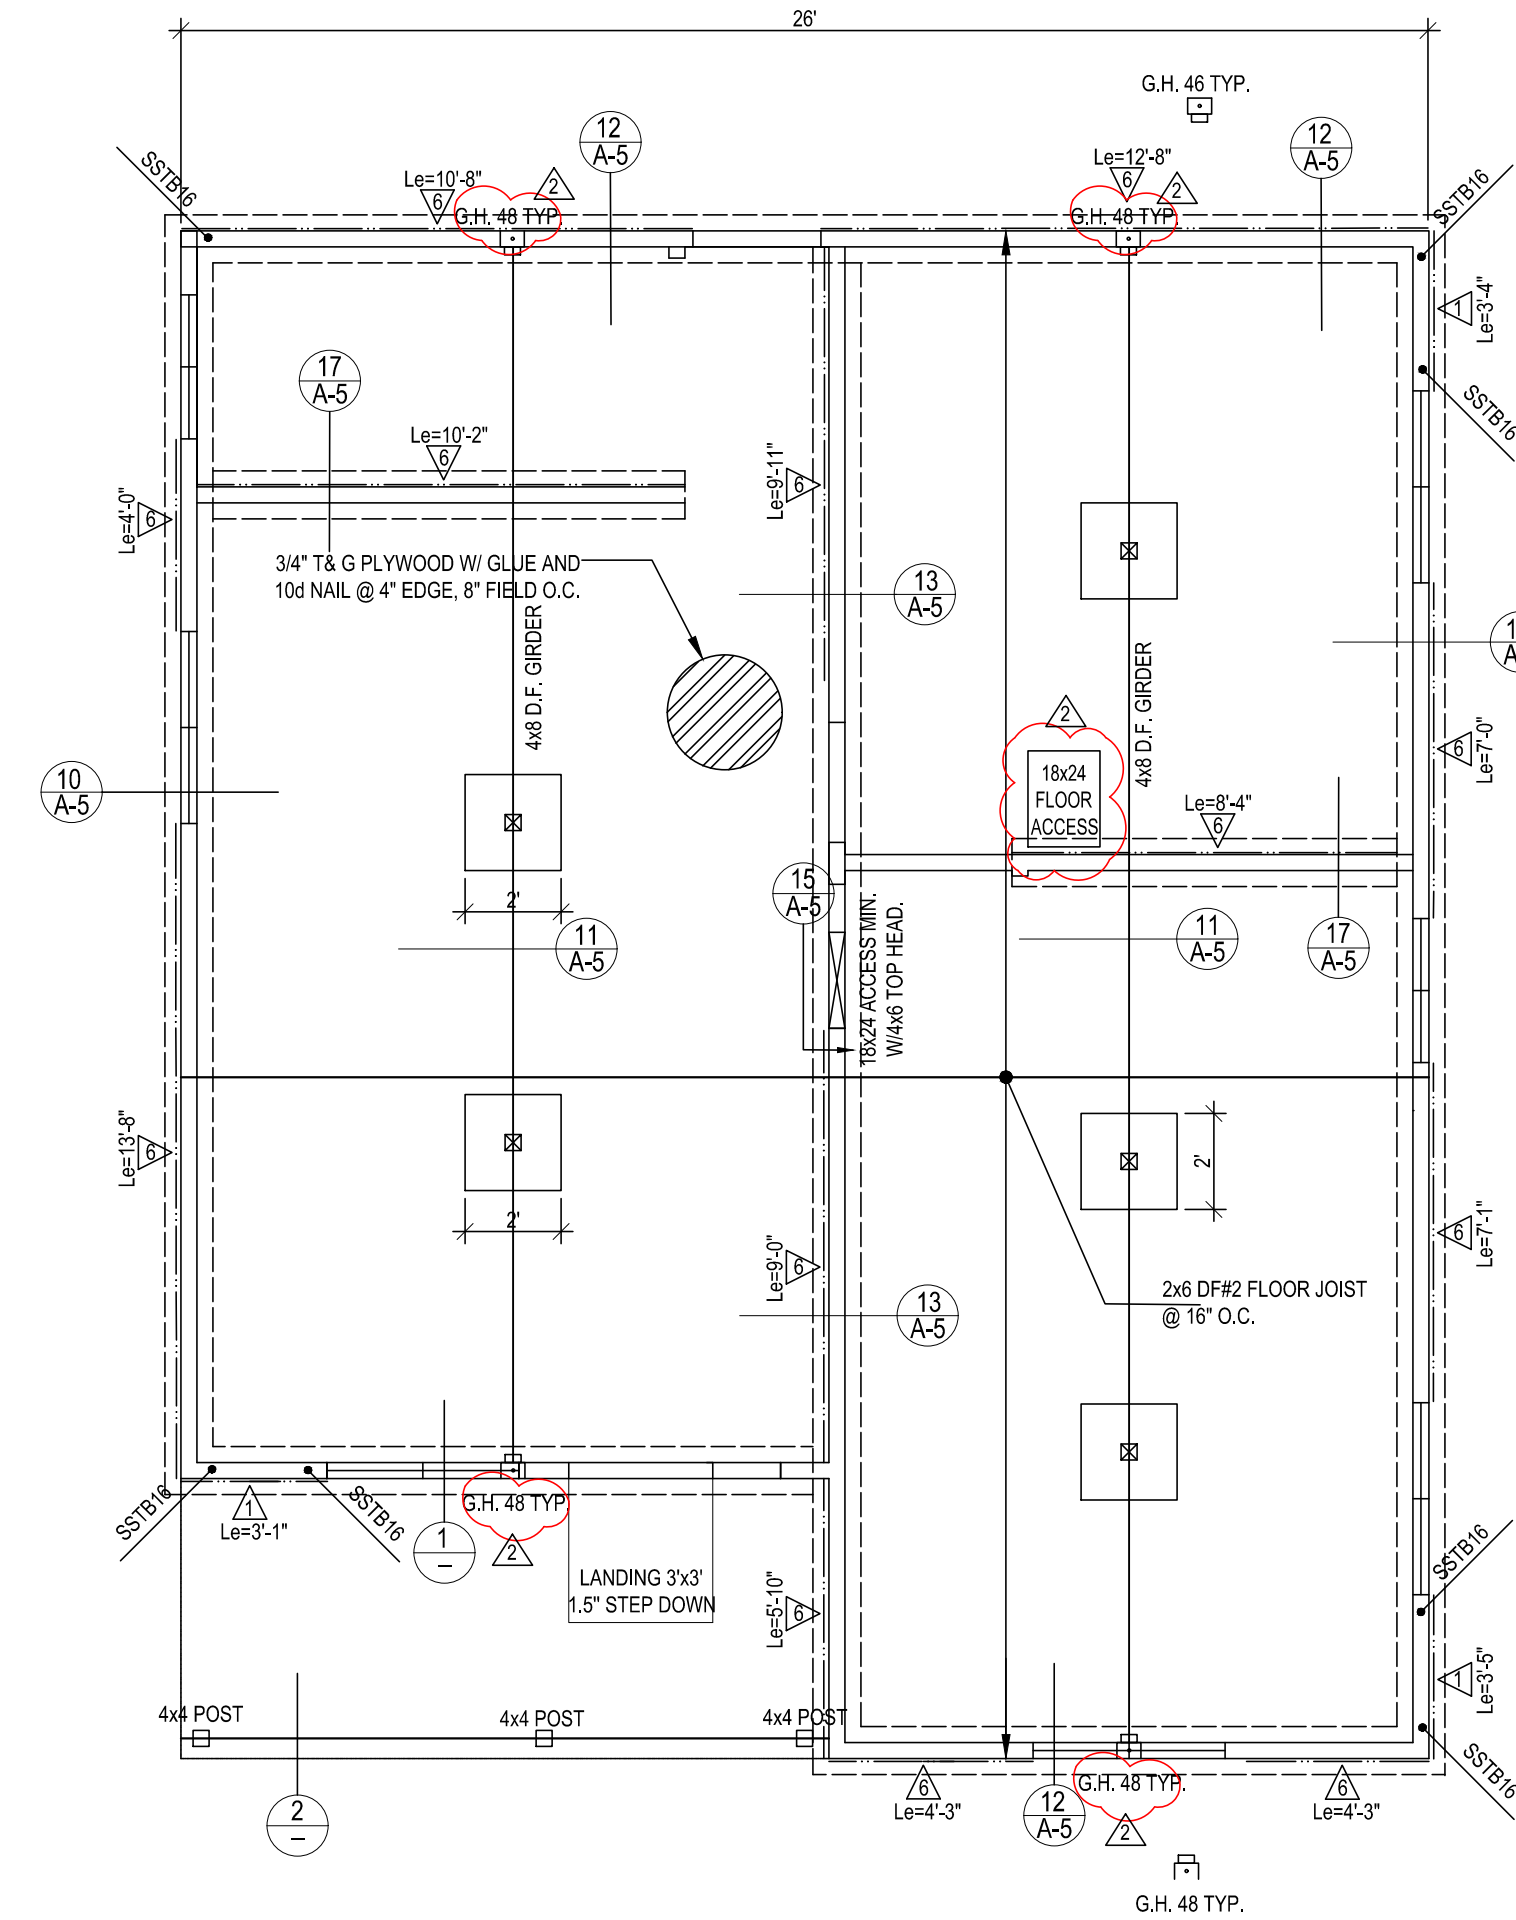 26'
G.H. 46 TYP.
12
A-5
12
A-5
SSTB16
Le=10'-8"
6
2
G.H. 48 TYP.
Le=12'-8"
6
2
G.H. 48 TYP.
SSTB16
1
Le=3'-4"
17
A-5
SSTB16
Le=10'-2"
6
Le=9'-11"
6
Le=4'-0"
6
3/4" T& G PLYWOOD W/ GLUE AND
10d NAIL @ 4" EDGE, 8" FIELD O.C.
13
A-5
4x8 D.F. GIRDER
4x8 D.F. GIRDER
2
6
Le=7'-0"
10
A-5
18x24
FLOOR
ACCESS
Le=8'-4"
6
2'
15
A-5
11
A-5
18x24 ACCESS MIN.
W/4x6 TOP HEAD.
11
A-5
17
A-5
Le=13'-8"
6
2'
2'
6
Le=7'-1"
Le=9'-0"
6
2x6 DF#2 FLOOR JOIST
@ 16" O.C.
13
A-5
SSTB16
1
Le=3'-1"
SSTB16
G.H. 48 TYP.
2
1
–
LANDING 3'x3'
1.5" STEP DOWN
Le=5'-10"
6
SSTB16
1
Le=3'-5"
4x4 POST
4x4 POST
4x4 POST
SSTB16
2
–
6
Le=4'-3"
12
A-5
G.H. 48 TYP.
2
6
Le=4'-3"
G.H. 48 TYP.